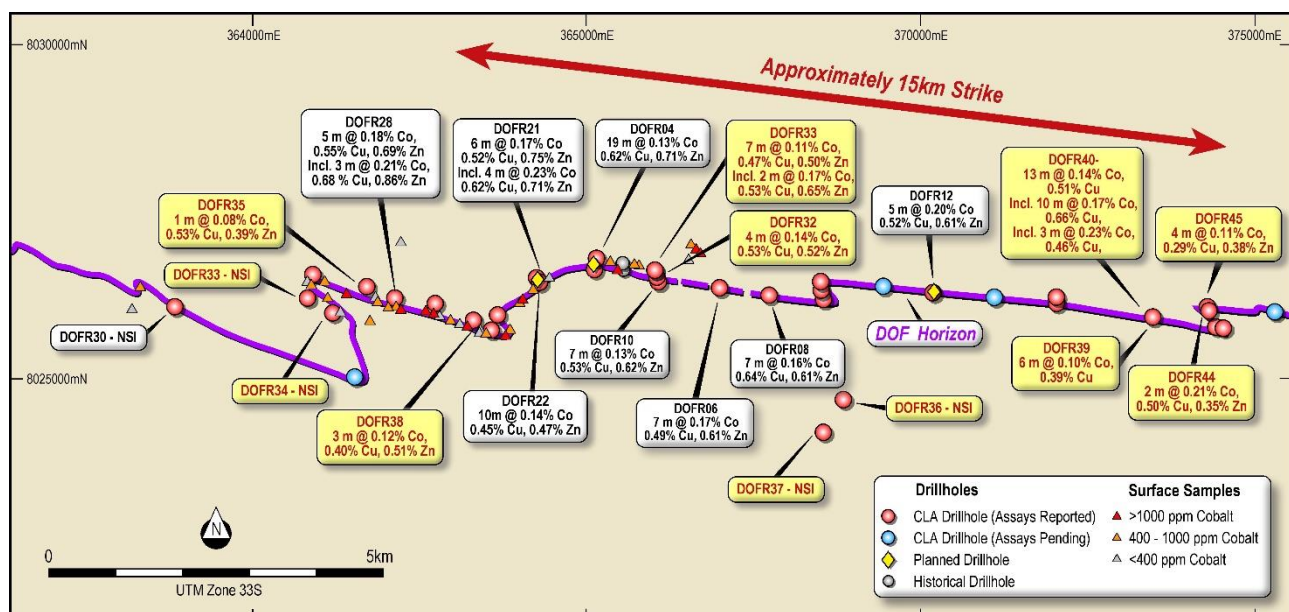 364000mE
365000mE
370000mE
375000mE
8030000mN
Approximately 15km Strike
DOFR28
5 m @ 0.18% Co,
0.55% Cu, 0.69% Zn
Incl. 3 m @ 0.21% Co,
0.68 % Cu, 0.86% Zn
DOFR21
6 m @ 0.17% Co,
0.52% Cu, 0.75% Zn
Incl. 4 m @ 0.23% Co
0.62% Cu, 0.71% Zn
DOFR04
19 m @ 0.13% Co
0.62% Cu, 0.71% Zn
DOFR33
7 m @ 0.11% Co,
0.47% Cu, 0.50% Zn
Incl. 2 m @ 0.17% Co,
0.53% Cu, 0.65% Zn
DOFR40-
13 m @ 0.14% Co,
0.51% Cu
Incl. 10 m @ 0.17% Co,
0.66% Cu,
Incl. 3 m @ 0.23% Co,
0.46% Cu,
DOFR35
1 m @ 0.08% Co,
0.53% Cu, 0.39% Zn
DOFR12
5 m @ 0.20% Co
0.52% Cu, 0.61% Zn
DOFR45
4 m @ 0.11% Co,
0.29% Cu, 0.38% Zn
DOFR32
4 m @ 0.14% Co,
0.53% Cu, 0.52% Zn
DOFR33 - NSI
DOFR30 - NSI
DOF Horizon
DOFR10
7 m @ 0.13% Co
0.53% Cu, 0.62% Zn
DOFR08
7 m @ 0.16% Co
0.64% Cu, 0.61% Zn
DOFR39
6 m @ 0.10% Co,
0.39% Cu
8025000mN
DOFR34 - NSI
DOFR44
2 m @ 0.21% Co,
0.50% Cu, 0.35% Zn
DOFR38
3 m @ 0.12% Co,
0.40% Cu, 0.51% Zn
DOFR22
10m @ 0.14% Co
0.45% Cu, 0.47% Zn
DOFR06
7 m @ 0.17% Co
0.49% Cu, 0.61% Zn
DOFR36 - NSI
DOFR37 - NSI
N
0
5km
UTM Zone 33S
Drillholes
CLA Drillhole (Assays Reported)
CLA Drillhole (Assays Pending)
Planned Drillhole
Historical Drillhole
Surface Samples
>1000 ppm Cobalt
400 - 1000 ppm Cobalt
<400 ppm Cobalt